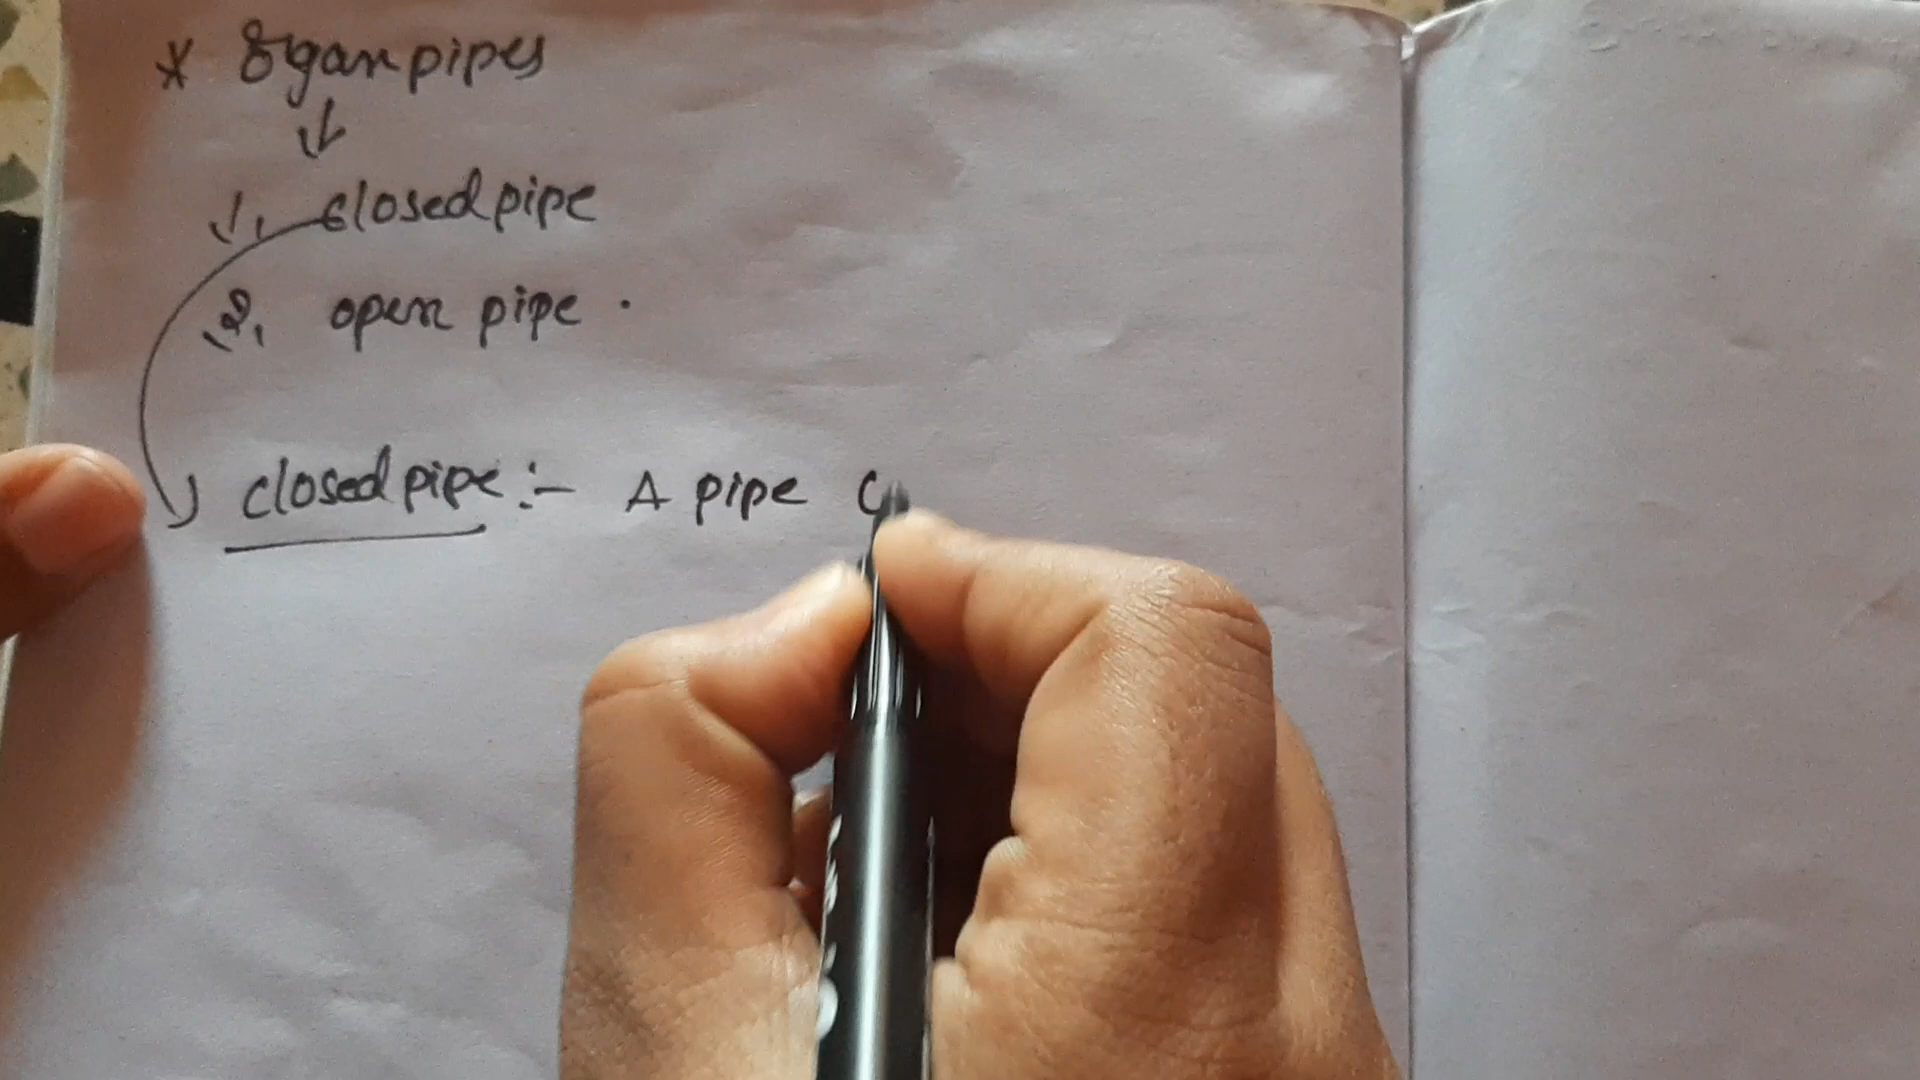 * Organ pipes
1, closed pipe
2, open pipe .
closed pipe :- A pipe c